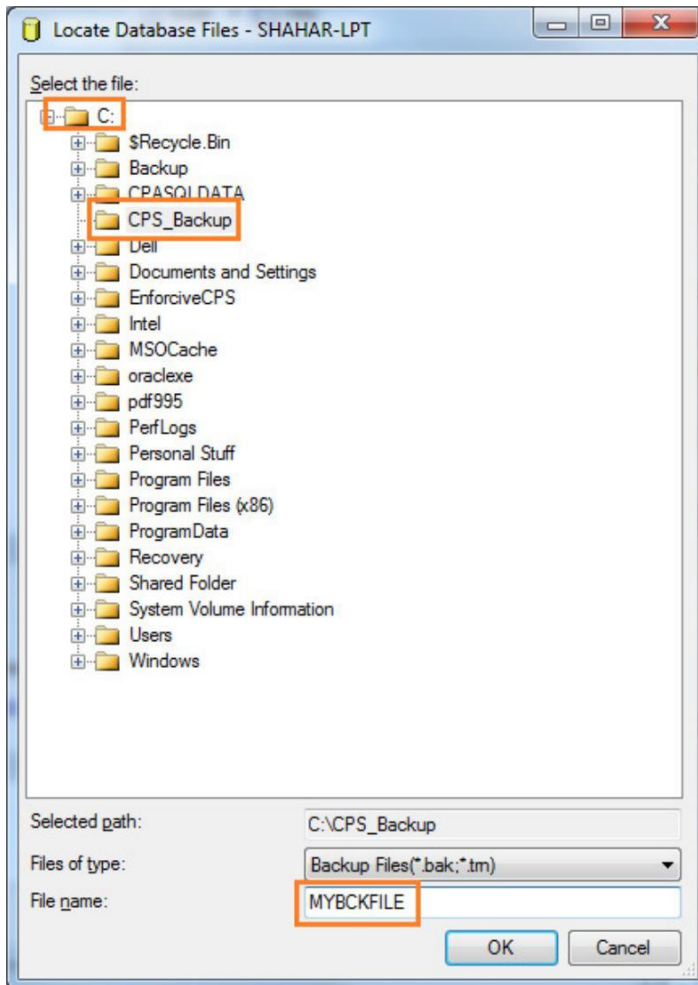 Locate Database Files - SHAHAR-LPT
Select the file:
C:
$Recycle.Bin
Backup
CPASQLDATA
CPS_Backup
Dell
Documents and Settings
EnforciveCPS
Intel
MSOCache
oraclexe
pdf995
PerfLogs
Personal Stuff
Program Files
Program Files (x86)
ProgramData
Recovery
Shared Folder
System Volume Information
Users
Windows
Selected path: C:\CPS_Backup
Files of type: Backup Files(*.bak;*.trn)
File name: MYBCKFILE
OK Cancel